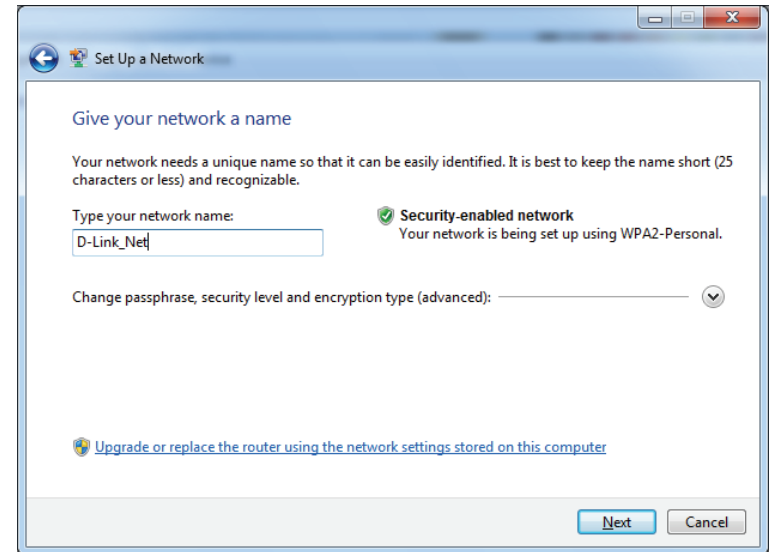 Set Up a Network
Give your network a name
Your network needs a unique name so that it can be easily identified. It is best to keep the name short (25
characters or less) and recognizable.
Type your network name:
D-Link_Net
Security-enabled network
Your network is being set up using WPA2-Personal.
Change passphrase, security level and encryption type (advanced):
Upgrade or replace the router using the network settings stored on this computer
Next
Cancel